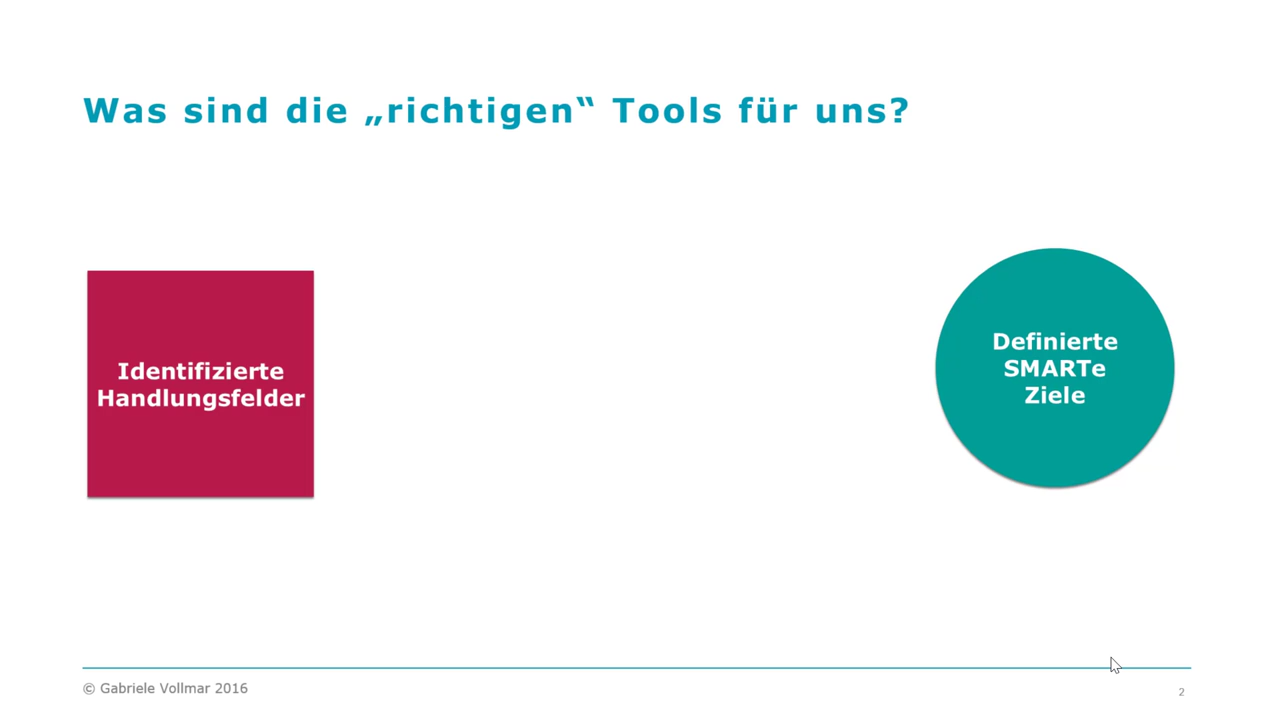 Was sind die „richtigen‟ Tools für uns?
Identifizierte
Handlungsfelder
Definierte
SMARTe
Ziele
© Gabriele Vollmar 2016
2